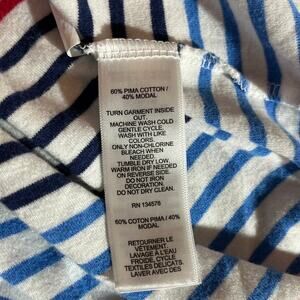 60% PIMA COTTON /
40% MODAL
TURN GARMENT INSIDE
OUT.
MACHINE WASH COLD
GENTLE CYCLE.
WASH WITH LIKE
COLORS.
ONLY NON-CHLORINE
BLEACH WHEN
NEEDED.
TUMBLE DRY LOW.
WARM IRON IF NEEDED
ON REVERSE SIDE.
DO NOT IRON
DECORATION.
DO NOT DRY CLEAN.
RN 134576
60% COTON PIMA / 40%
MODAL
RETOURNER LE
VÊTEMENT.
LAVAGE À L'EAU
FROIDE, CYCLE
TEXTILES DÉLICATS.
LAVER AVEC DES